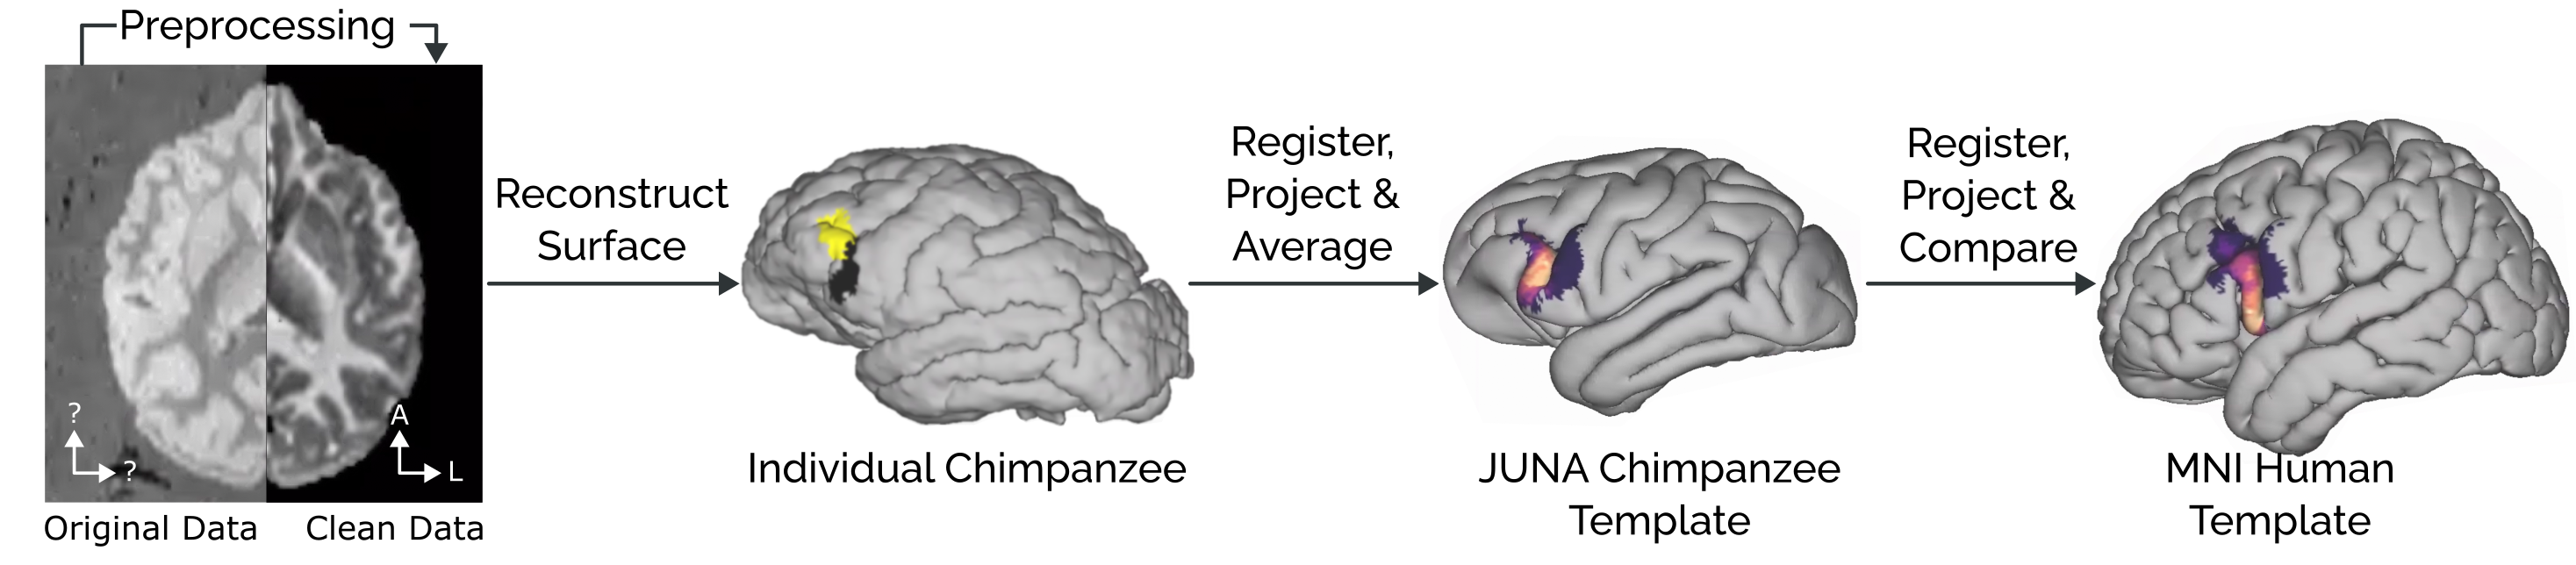 Preprocessing
?
?
A
L
Original Data
Clean Data
Reconstruct
Surface
Individual Chimpanzee
Register,
Project &
Average
JUNA Chimpanzee
Template
Register,
Project &
Compare
MNI Human
Template